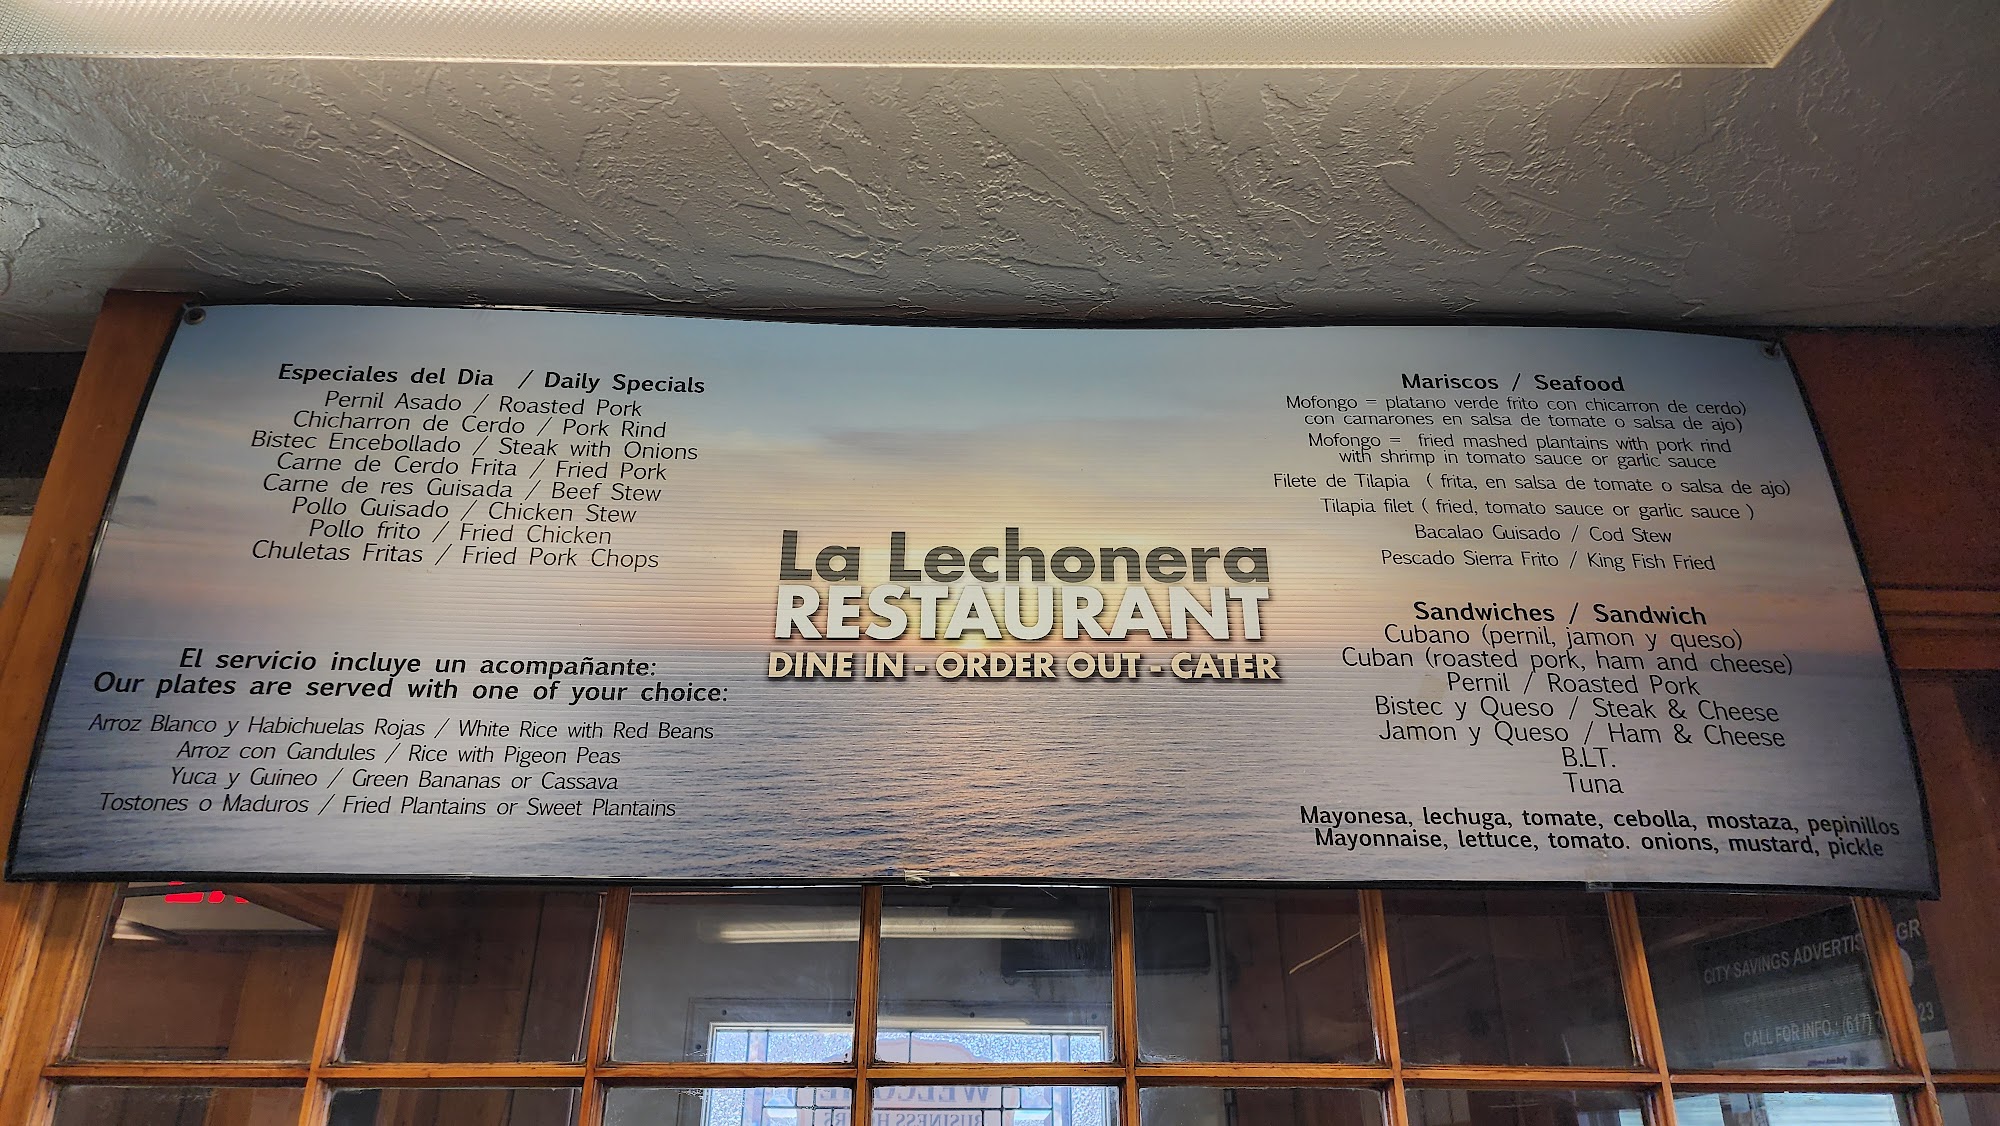 Especiales del Dia / Daily Specials
Pernil Asado / Roasted Pork
Chicharron de Cerdo / Pork Rind
Bistec Encebollado / Steak with Onions
Carne de Cerdo Frita / Fried Pork
Carne de res Guisada / Beef Stew
Pollo Guisado / Chicken Stew
Pollo frito / Fried Chicken
Chuletas Fritas / Fried Pork Chops
El servicio incluye un acompañante:
Our plates are served with one of your choice:
Arroz Blanco y Habichuelas Rojas / White Rice with Red Beans
Arroz con Gandules / Rice with Pigeon Peas
Yuca y Guineo / Green Bananas or Cassava
Tostones o Maduros / Fried Plantains or Sweet Plantains
La Lechonera
RESTAURANT
DINE IN - ORDER OUT - CATER
Mariscos / Seafood
Mofongo = platano verde frito con chicarron de cerdo)
con camarones en salsa de tomate o salsa de ajo)
Mofongo = fried mashed plantains with pork rind
with shrimp in tomato sauce or garlic sauce
Filete de Tilapia ( frita, en salsa de tomate o salsa de ajo)
Tilapia filet ( fried, tomato sauce or garlic sauce )
Bacalao Guisado / Cod Stew
Pescado Sierra Frito / King Fish Fried
Sandwiches / Sandwich
Cubano (pernil, jamon y queso)
Cuban (roasted pork, ham and cheese)
Pernil / Roasted Pork
Bistec y Queso / Steak & Cheese
Jamon y Queso / Ham & Cheese
B.L.T.
Tuna
Mayonesa, lechuga, tomate, cebolla, mostaza, pepinillos
Mayonnaise, lettuce, tomato. onions, mustard, pickle
CITY SAVINGS
CALL FOR INFO.: (617)
WELCOME
BUSINESS